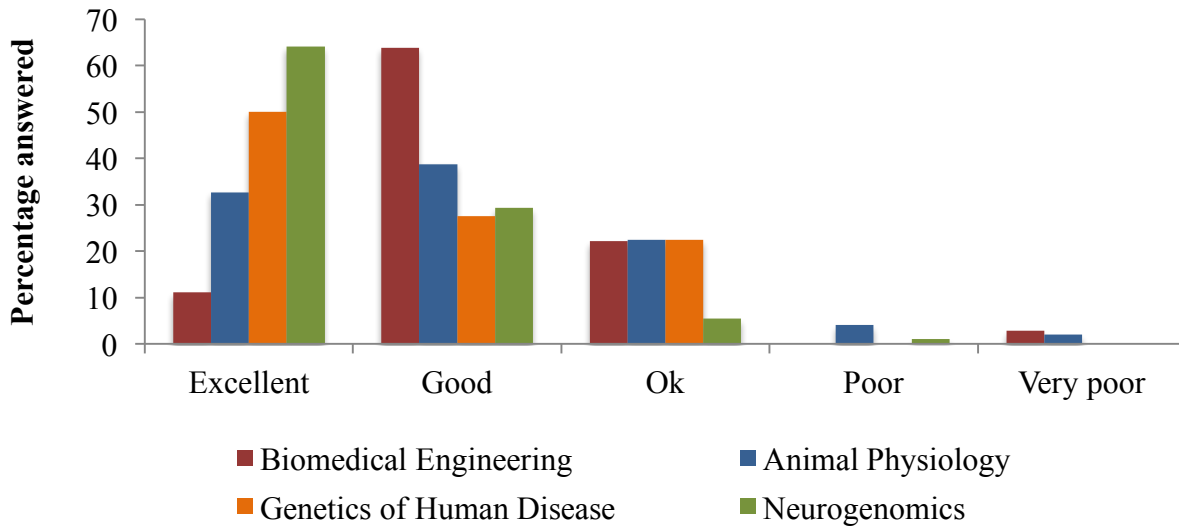 Percentage answered
70
60
50
40
30
20
10
0
Excellent Good Ok Poor Very poor
Biomedical Engineering Animal Physiology
Genetics of Human Disease Neurogenomics